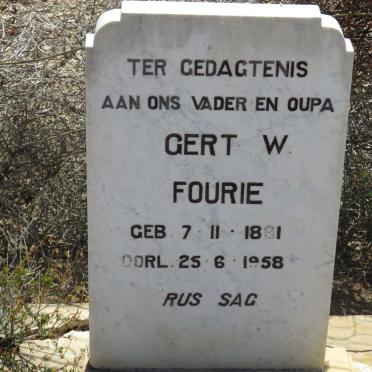 TER GEDAGTENIS
AAN ONS VADER EN OUPA
GERT W
FOURIE
GEB 7 · 11 · 1881
OORL. 25 · 6 · 1958
RUS SAG